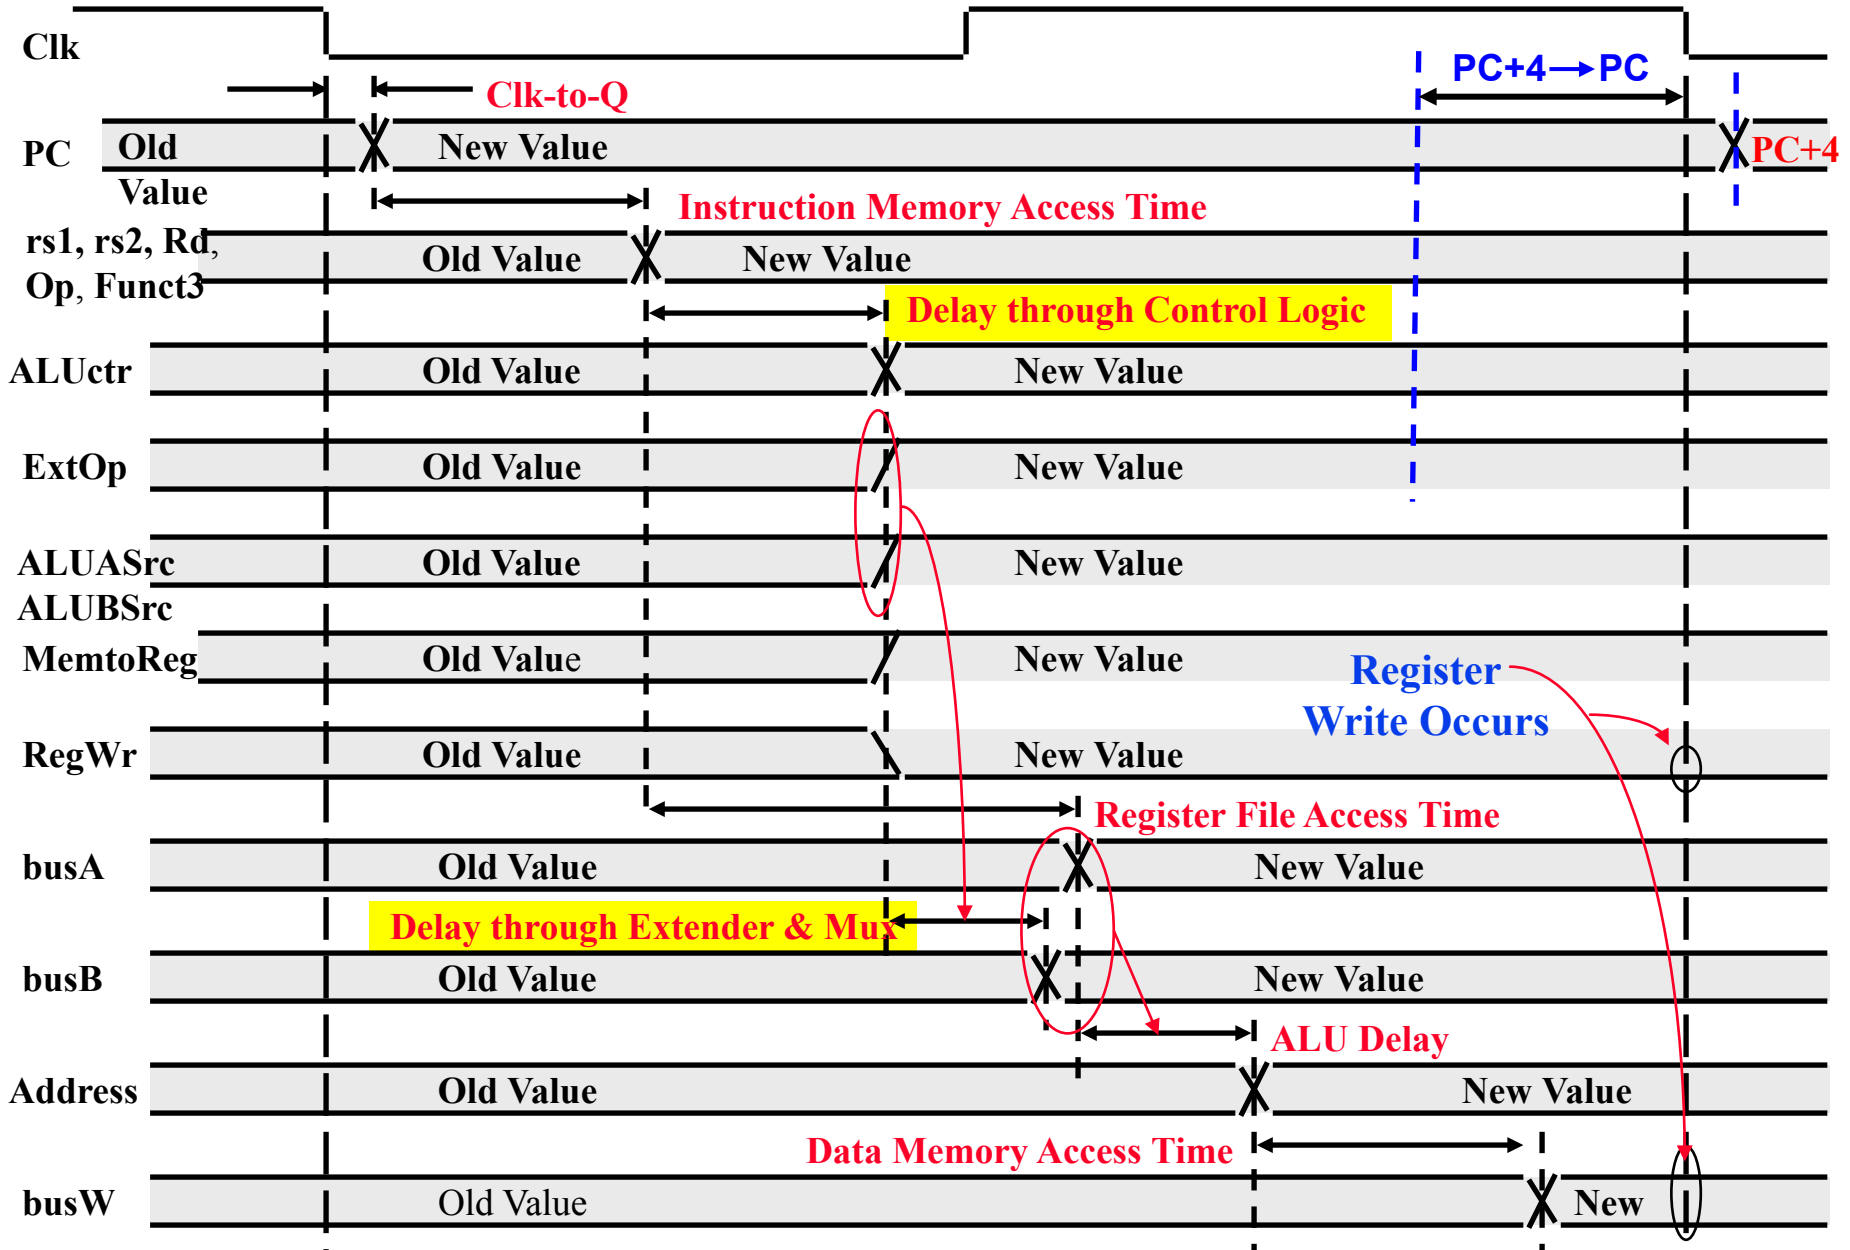 Clk
PC+4→PC
Clk-to-Q
PC
Old
Value
New Value
PC+4
Instruction Memory Access Time
rs1, rs2, Rd,
Op, Funct3
Old Value
New Value
Delay through Control Logic
ALUctr
Old Value
New Value
ExtOp
Old Value
New Value
ALUASrc
ALUBSrc
Old Value
New Value
MemtoReg
Old Value
New Value
Register
Write Occurs
RegWr
Old Value
New Value
Register File Access Time
busA
Old Value
New Value
Delay through Extender & Mux
busB
Old Value
New Value
ALU Delay
Address
Old Value
New Value
Data Memory Access Time
busW
Old Value
New